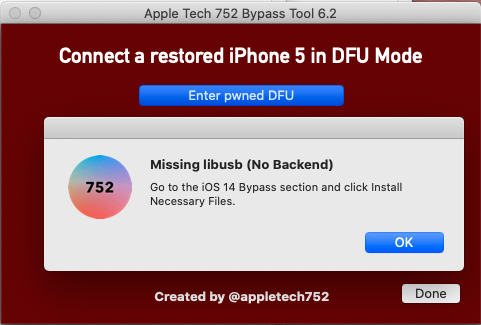 Apple Tech 752 Bypass Tool 6.2
Connect a restored iPhone 5 in DFU Mode
Enter pwned DFU
752
Missing libusb (No Backend)
Go to the iOS 14 Bypass section and click Install
Necessary Files.
OK
Created by @appletech752
Done